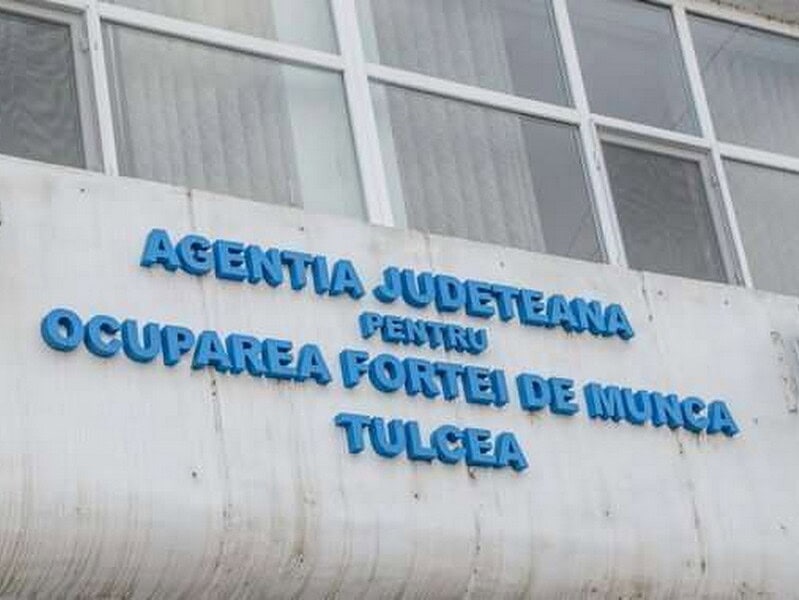 AGENTIA JUDETEANA
PENTRU
OCUPAREA FORTEI DE MUNCA
TULCEA